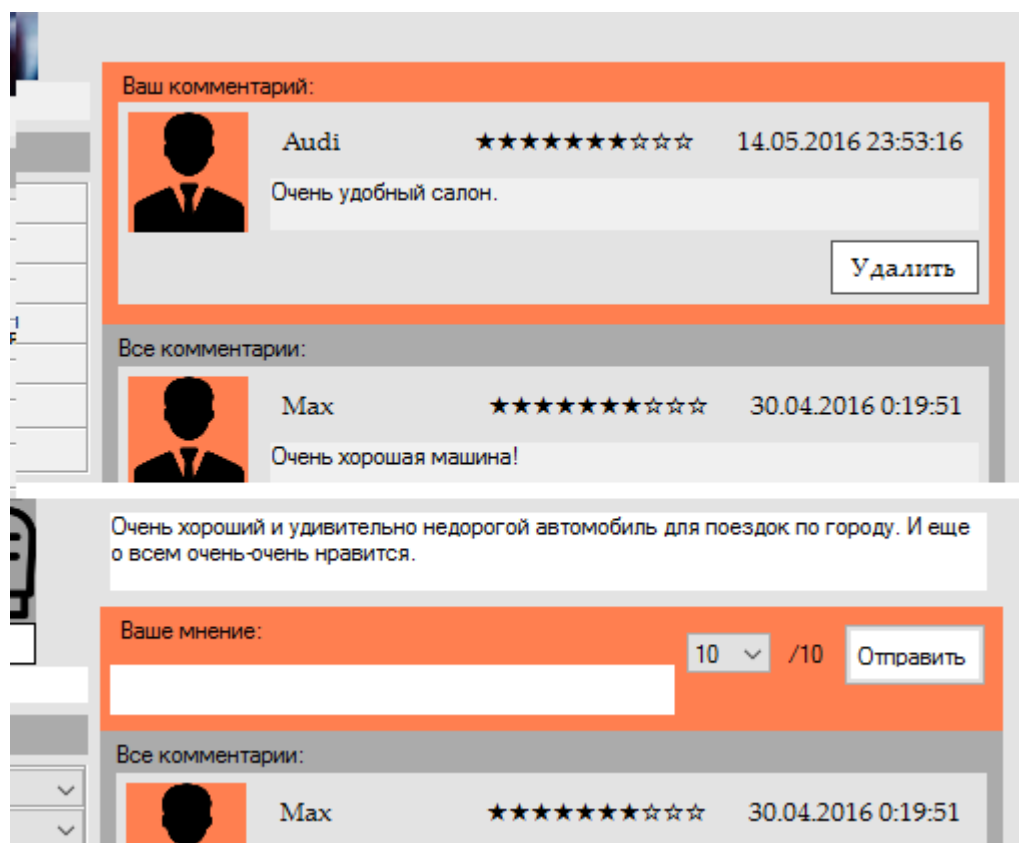 Ваш комментарий:
Audi ★★★★★★★☆☆☆ 14.05.2016 23:53:16
Очень удобный салон.
Удалить
Все комментарии:
Max ★★★★★★★☆☆☆ 30.04.2016 0:19:51
Очень хорошая машина!
Очень хороший и удивительно недорогой автомобиль для поездок по городу. И еще
о всем очень-очень нравится.
Ваше мнение:
10 /10 Отправить
Все комментарии:
Max ★★★★★★★☆☆☆ 30.04.2016 0:19:51